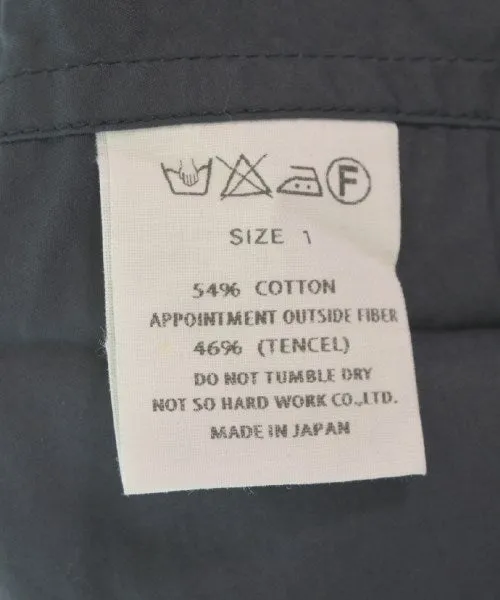 F
SIZE 1
54% COTTON
APPOINTMENT OUTSIDE FIBER
46% (TENCEL)
DO NOT TUMBLE DRY
NOT SO HARD WORK CO.,LTD.
MADE IN JAPAN